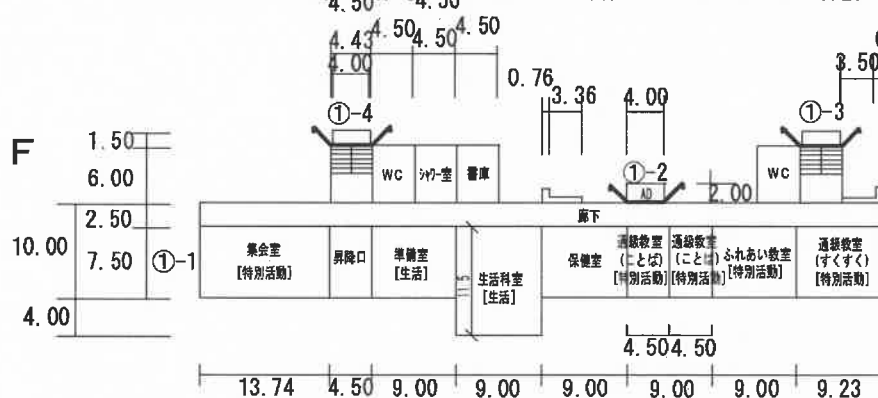 4.50 4.50
4.50 4.50
4.43 4.50
4.00
0.76
3.50
3.36 4.00
①-4 ①-3
F
1.50
6.00
WC シャワー室 書庫
①-2
AD
2.00
WC
2.50
廊下
10.00
7.50 ①-1
集会室
[特別活動]
昇降口
準備室
[生活]
生活科室
[生活]
11.5
保健室
通級教室
(ことば)
[特別活動]
通級教室
(ことば)
[特別活動]
ふれあい教室
[特別活動]
通級教室
(すくすく)
[特別活動]
4.00
4.50 4.50
13.74 4.50 9.00 9.00 9.00 9.00 9.00 9.23